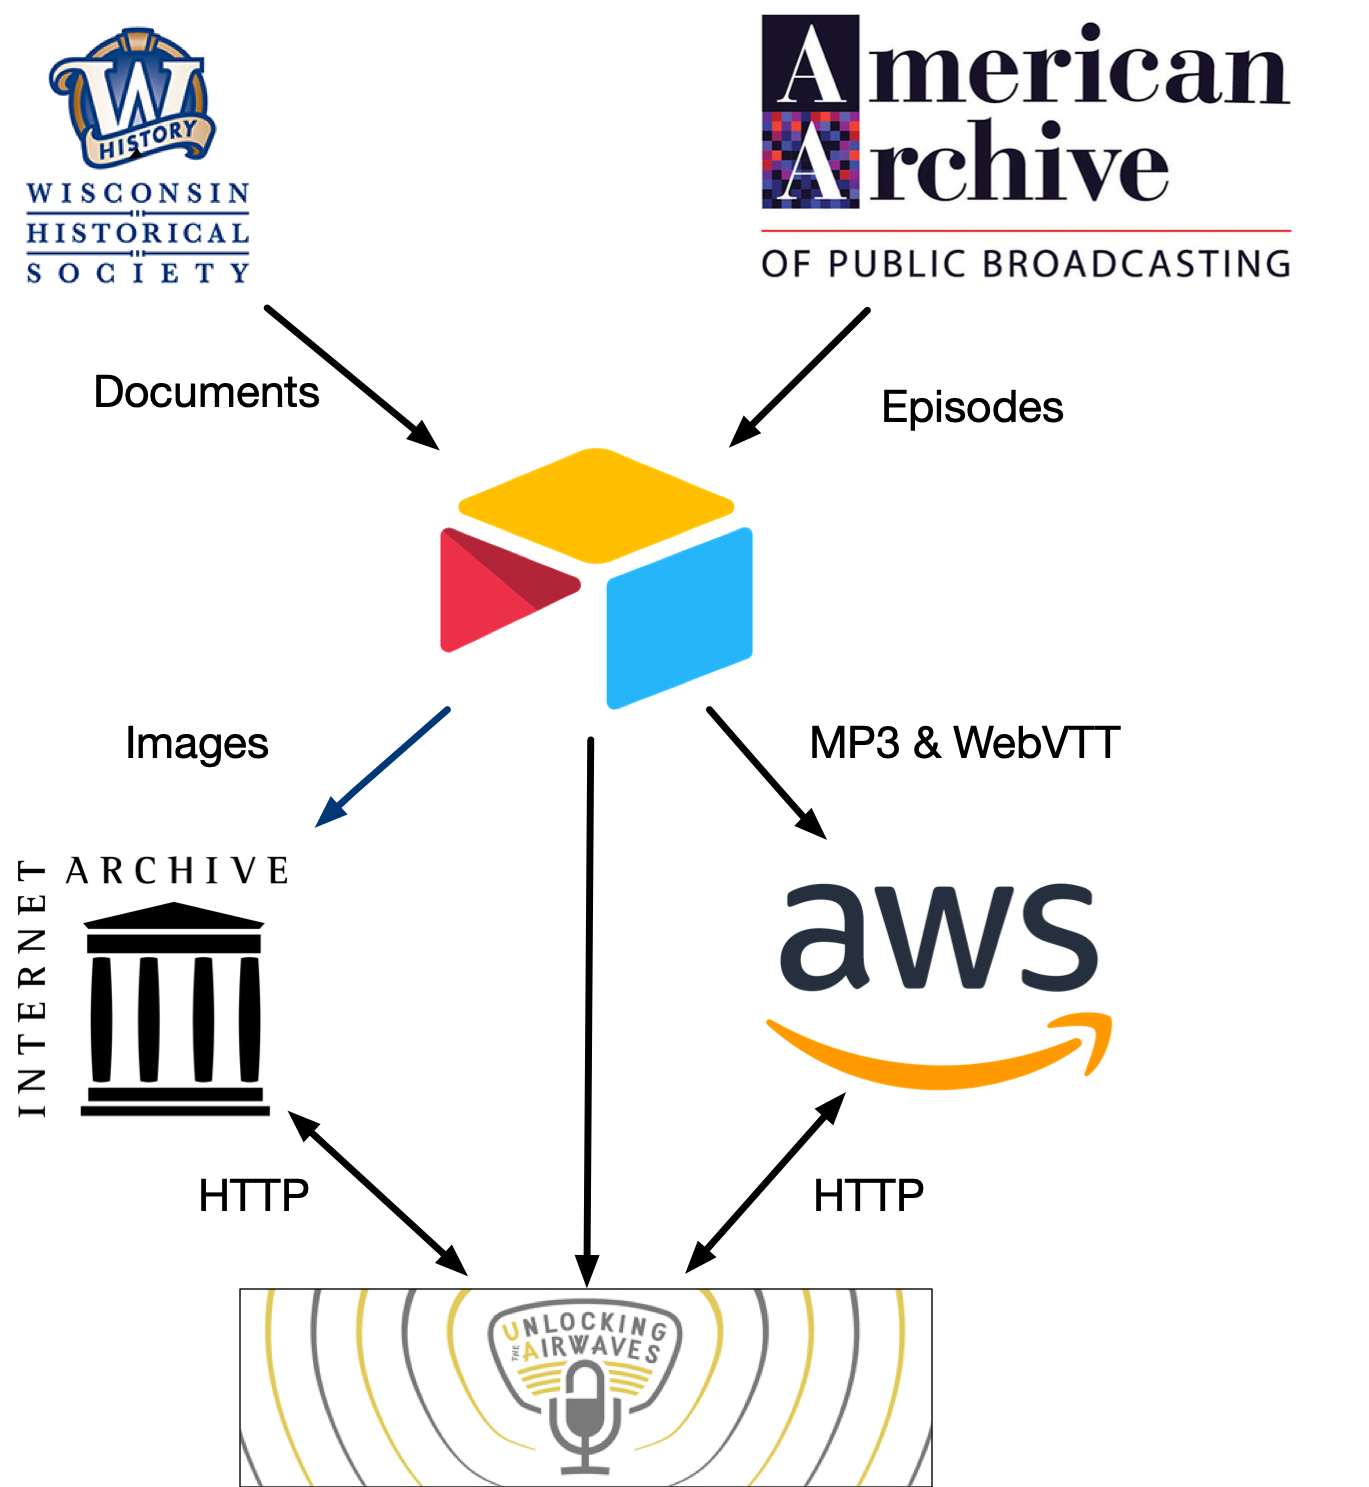 W
HISTORY
WISCONSIN
HISTORICAL
SOCIETY
American
Archive
OF PUBLIC BROADCASTING
Documents
Episodes
Images
MP3 & WebVTT
INTERNET
ARCHIVE
aws
HTTP
HTTP
UNLOCKING
THE AIRWAVES